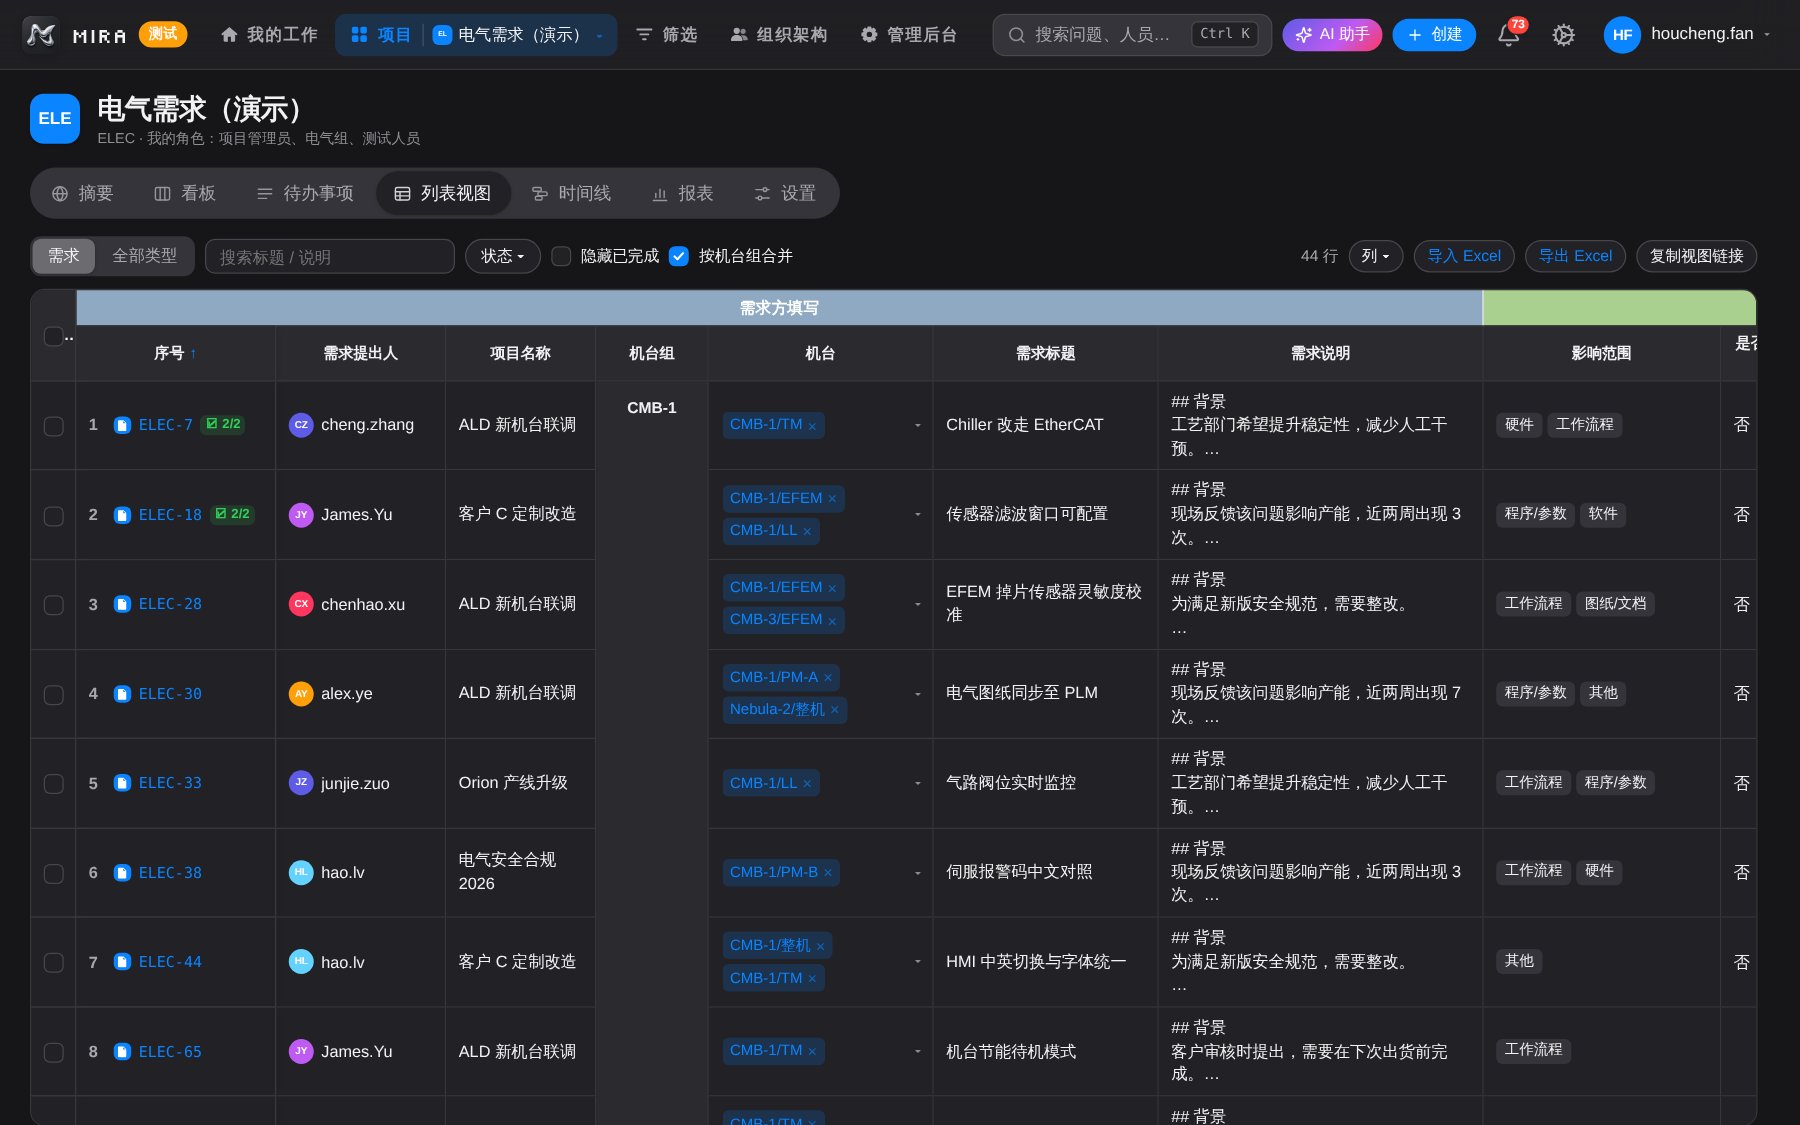 MIRA 测试 我的工作 项目 EL 电气需求（演示） 筛选 组织架构 管理后台 搜索问题、人员… Ctrl K AI 助手 创建 73 HF houcheng.fan
ELE 电气需求（演示）
ELEC · 我的角色：项目管理员、电气组、测试人员
摘要 看板 待办事项 列表视图 时间线 报表 设置
需求 全部类型 搜索标题 / 说明 状态 隐藏已完成 按机台组合并 44 行 列 导入 Excel 导出 Excel 复制视图链接
需求方填写
.. 序号 ↑ 需求提出人 项目名称 机台组 机台 需求标题 需求说明 影响范围 是否
CMB-1
1 ELEC-7 2/2 CZ cheng.zhang ALD 新机台联调 CMB-1/TM × Chiller 改走 EtherCAT
## 背景
工艺部门希望提升稳定性，减少人工干
预。…
硬件 工作流程 否
2 ELEC-18 2/2 JY James.Yu 客户 C 定制改造
CMB-1/EFEM ×
CMB-1/LL ×
传感器滤波窗口可配置
## 背景
现场反馈该问题影响产能，近两周出现 3
次。…
程序/参数 软件 否
3 ELEC-28 CX chenhao.xu ALD 新机台联调
CMB-1/EFEM ×
CMB-3/EFEM ×
EFEM 掉片传感器灵敏度校
准
## 背景
为满足新版安全规范，需要整改。
…
工作流程 图纸/文档 否
4 ELEC-30 AY alex.ye ALD 新机台联调
CMB-1/PM-A ×
Nebula-2/整机 ×
电气图纸同步至 PLM
## 背景
现场反馈该问题影响产能，近两周出现 7
次。…
程序/参数 其他 否
5 ELEC-33 JZ junjie.zuo Orion 产线升级 CMB-1/LL × 气路阀位实时监控
## 背景
工艺部门希望提升稳定性，减少人工干
预。…
工作流程 程序/参数 否
6 ELEC-38 HL hao.lv
电气安全合规
2026
CMB-1/PM-B × 伺服报警码中文对照
## 背景
现场反馈该问题影响产能，近两周出现 3
次。…
工作流程 硬件 否
7 ELEC-44 HL hao.lv 客户 C 定制改造
CMB-1/整机 ×
CMB-1/TM ×
HMI 中英切换与字体统一
## 背景
为满足新版安全规范，需要整改。
…
其他 否
8 ELEC-65 JY James.Yu ALD 新机台联调 CMB-1/TM × 机台节能待机模式
## 背景
客户审核时提出，需要在下次出货前完
成。…
工作流程
CMB-1/TM ×
## 背景